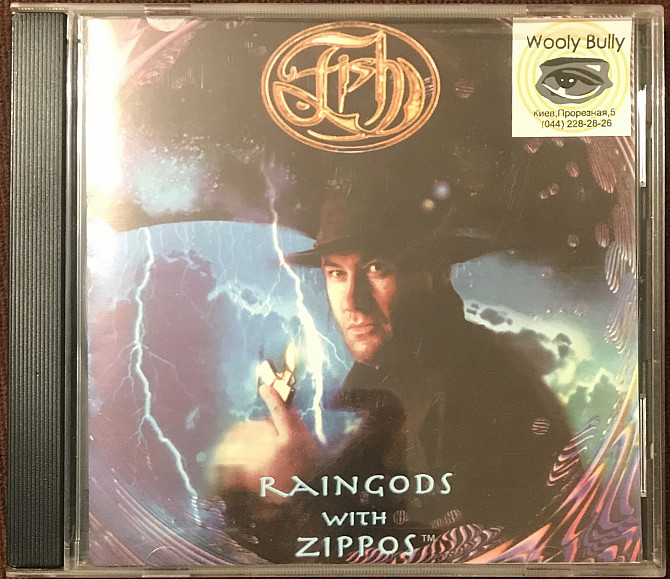 Fish
Wooly Bully
Киев,Прорезная,5
(044) 228-28-26
RAINGODS
WITH
ZIPPOS™